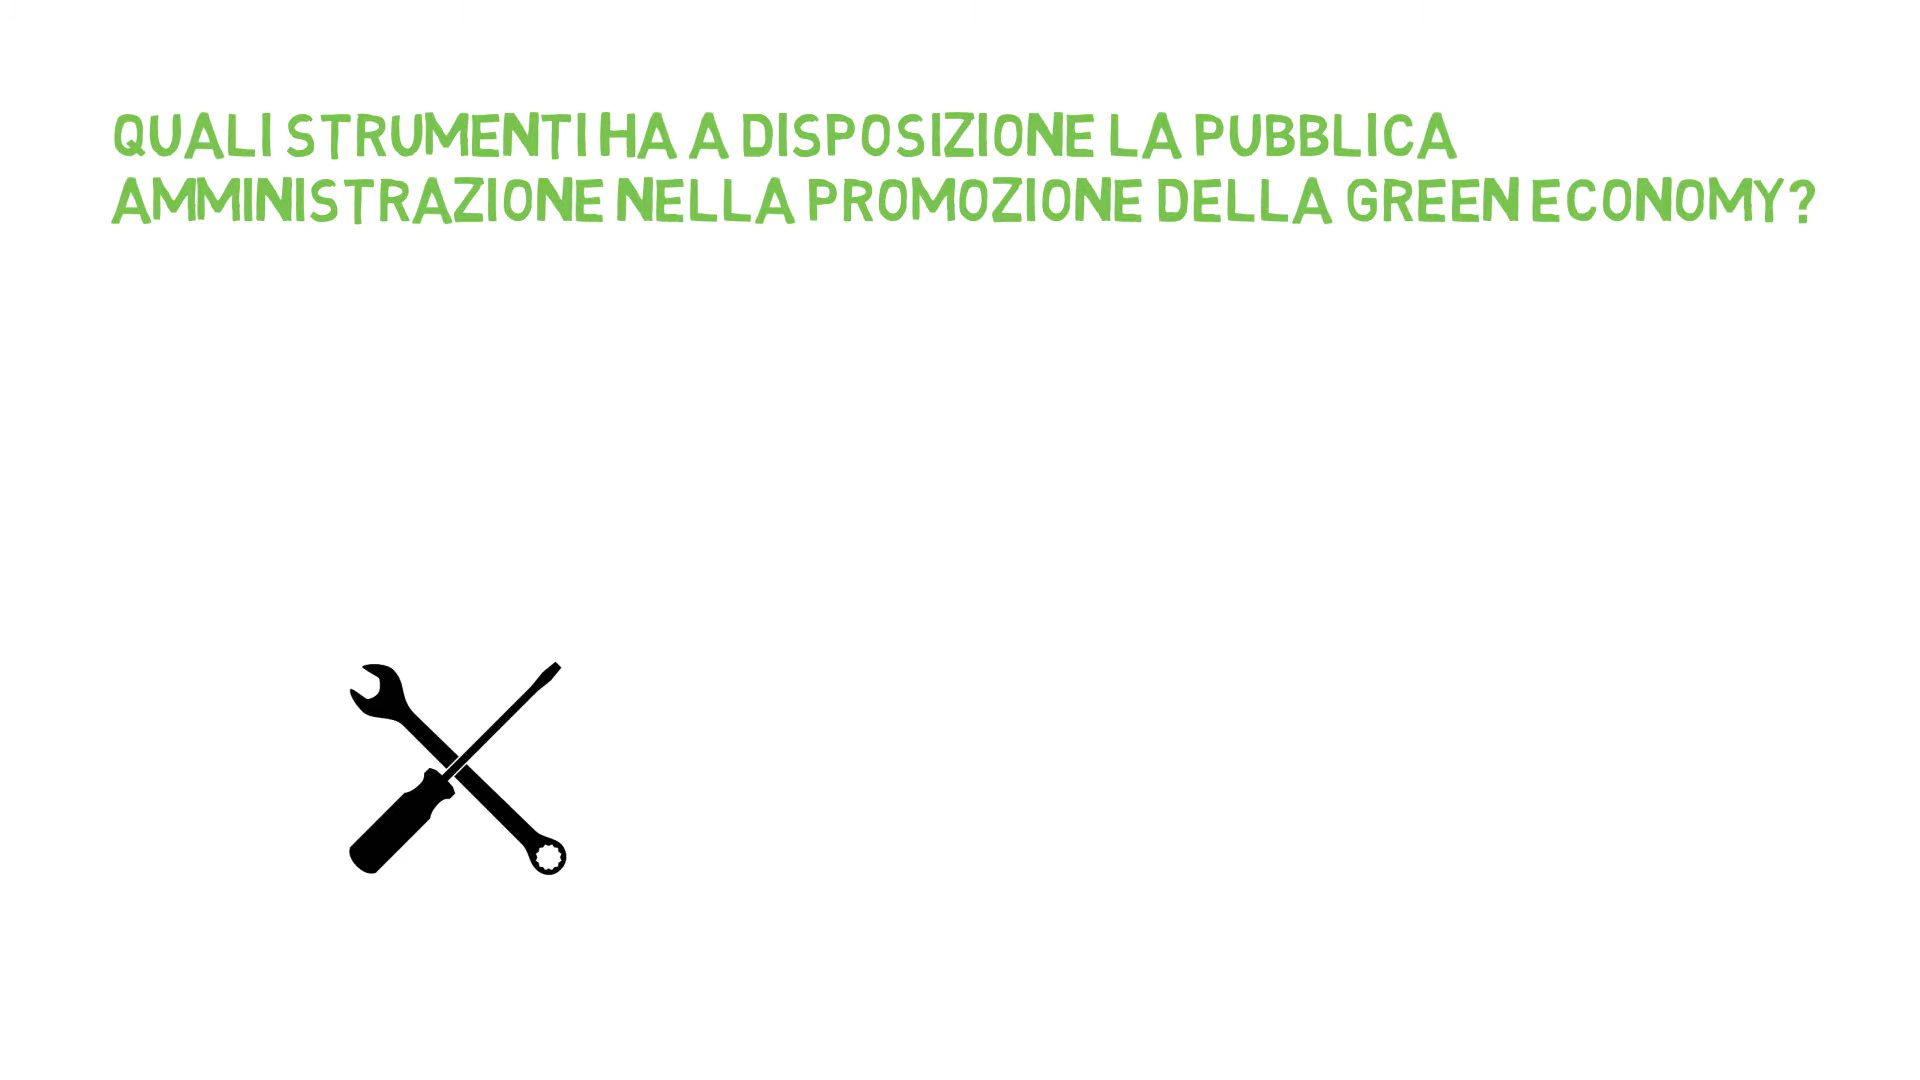 QUALI STRUMENTI HA A DISPOSIZIONE LA PUBBLICA
AMMINISTRAZIONE NELLA PROMOZIONE DELLA GREEN ECONOMY?